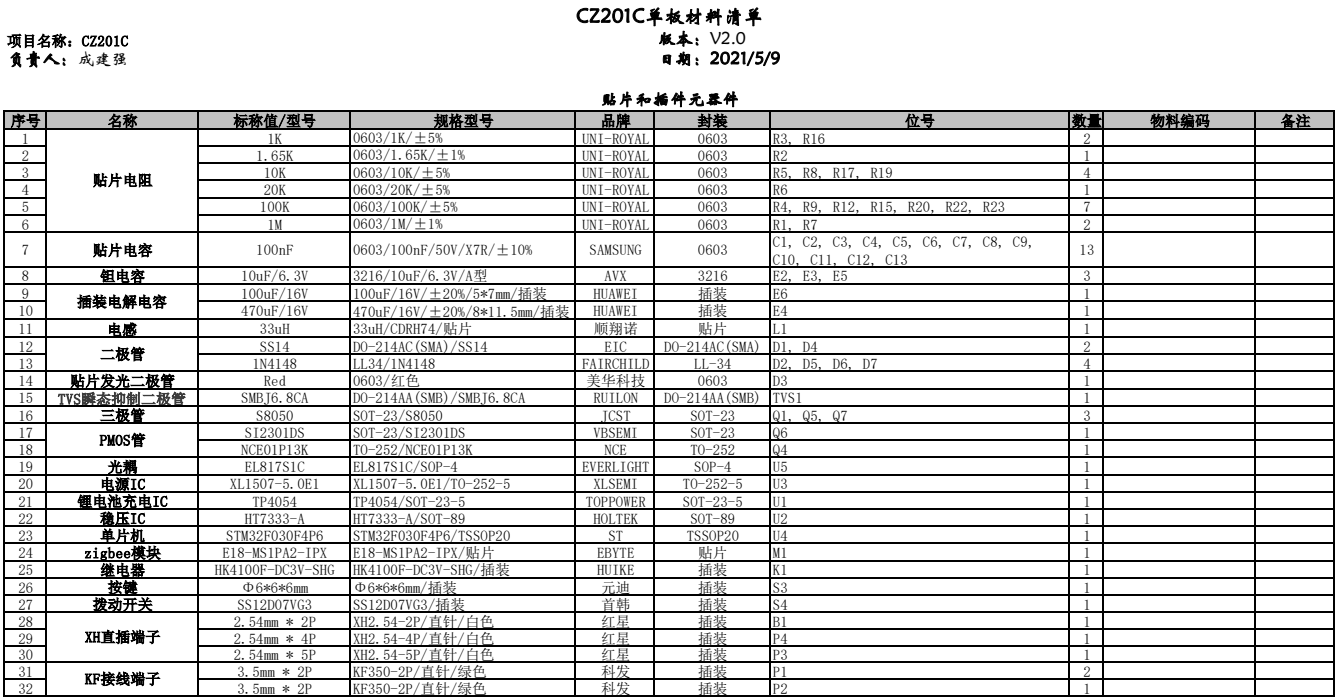 CZ201C单板材料清单
项目名称：CZ201C 版本：V2.0
负责人：成建强 日期：2021/5/9
贴片和插件元器件
序号 名称 标称值/型号 规格型号 品牌 封装 位号 数量 物料编码 备注
1 贴片电阻 1K 0603/1K/±5% UNI-ROYAL 0603 R3, R16 2
2 1.65K 0603/1.65K/±1% UNI-ROYAL 0603 R2 1
3 10K 0603/10K/±5% UNI-ROYAL 0603 R5, R8, R17, R19 4
4 20K 0603/20K/±5% UNI-ROYAL 0603 R6 1
5 100K 0603/100K/±5% UNI-ROYAL 0603 R4, R9, R12, R15, R20, R22, R23 7
6 1M 0603/1M/±1% UNI-ROYAL 0603 R1, R7 2
7 贴片电容 100nF 0603/100nF/50V/X7R/±10% SAMSUNG 0603 C1, C2, C3, C4, C5, C6, C7, C8, C9,
C10, C11, C12, C13 13
8 钽电容 10uF/6.3V 3216/10uF/6.3V/A型 AVX 3216 E2, E3, E5 3
9 插装电解电容 100uF/16V 100uF/16V/±20%/5*7mm/插装 HUAWEI 插装 E6 1
10 470uF/16V 470uF/16V/±20%/8*11.5mm/插装 HUAWEI 插装 E4 1
11 电感 33uH 33uH/CDRH74/贴片 顺翔诺 贴片 L1 1
12 二极管 SS14 DO-214AC(SMA)/SS14 EIC DO-214AC(SMA) D1, D4 2
13 1N4148 LL34/1N4148 FAIRCHILD LL-34 D2, D5, D6, D7 4
14 贴片发光二极管 Red 0603/红色 美华科技 0603 D3 1
15 TVS瞬态抑制二极管 SMBJ6.8CA DO-214AA(SMB)/SMBJ6.8CA RUILON DO-214AA(SMB) TVS1 1
16 三极管 S8050 SOT-23/S8050 JCST SOT-23 Q1, Q5, Q7 3
17 PMOS管 SI2301DS SOT-23/SI2301DS VBSEMI SOT-23 Q6 1
18 NCE01P13K TO-252/NCE01P13K NCE TO-252 Q4 1
19 光耦 EL817S1C EL817S1C/SOP-4 EVERLIGHT SOP-4 U5 1
20 电源IC XL1507-5.0E1 XL1507-5.0E1/TO-252-5 XLSEMI TO-252-5 U3 1
21 锂电池充电IC TP4054 TP4054/SOT-23-5 TOPPOWER SOT-23-5 U1 1
22 稳压IC HT7333-A HT7333-A/SOT-89 HOLTEK SOT-89 U2 1
23 单片机 STM32F030F4P6 STM32F030F4P6/TSSOP20 ST TSSOP20 U4 1
24 zigbee模块 E18-MS1PA2-IPX E18-MS1PA2-IPX/贴片 EBYTE 贴片 M1 1
25 继电器 HK4100F-DC3V-SHG HK4100F-DC3V-SHG/插装 HUIKE 插装 K1 1
26 按键 Φ6*6*6mm Φ6*6*6mm/插装 元迪 插装 S3 1
27 拨动开关 SS12D07VG3 SS12D07VG3/插装 首韩 插装 S4 1
28 XH直插端子 2.54mm * 2P XH2.54-2P/直针/白色 红星 插装 B1 1
29 2.54mm * 4P XH2.54-4P/直针/白色 红星 插装 P4 1
30 2.54mm * 5P XH2.54-5P/直针/白色 红星 插装 P3 1
31 KF接线端子 3.5mm * 2P KF350-2P/直针/绿色 科发 插装 P1 2
32 3.5mm * 2P KF350-2P/直针/绿色 科发 插装 P2 1